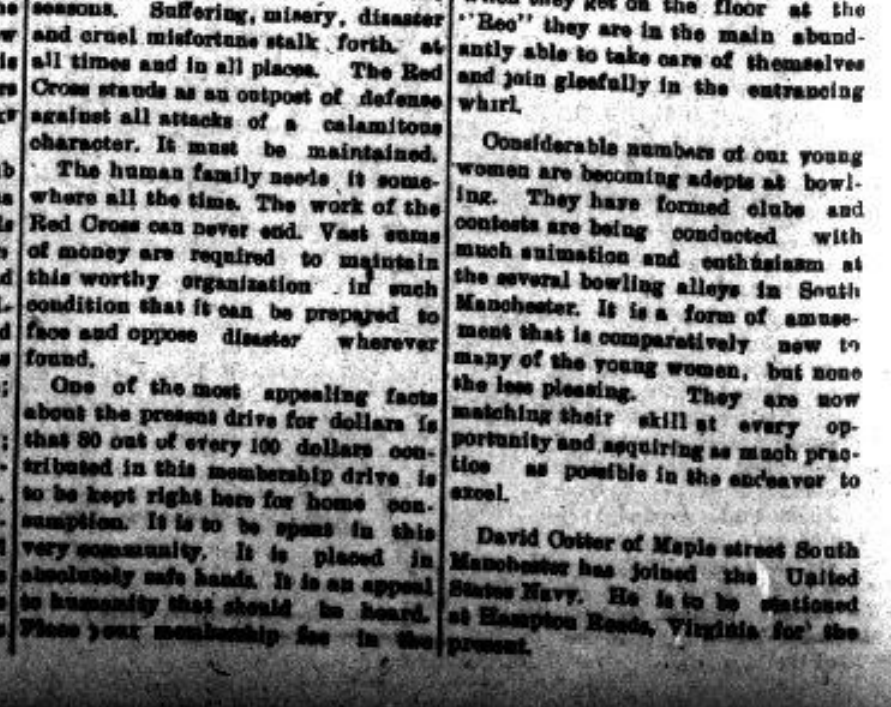 seasons. Suffering, misery, disaster
and cruel misfortune stalk forth at
all times and in all places. The Red
Cross stands as an outpost of defense
against all attacks of a calamitous
character. It must be maintained.
The human family needs it some-
where all the time. The work of the
Red Cross can never end. Vast sums
of money are required to maintain
this worthy organization in such
condition that it can be prepared to
face and oppose disaster wherever
found.
One of the most appealing facts
about the present drive for dollars is
that 80 out of every 100 dollars con-
tributed in this membership drive is
to be kept right here for home con-
sumption. It is to be spent in this
very community. It is placed in
absolutely safe hands. It is an appeal
to humanity that should be heard.
Place your membership fee in the
when they get on the floor at the
"Rec" they are in the main abund-
antly able to take care of themselves
and join gleefully in the entrancing
whirl.
Considerable numbers of our young
women are becoming adepts at bowl-
ing. They have formed clubs and
contests are being conducted with
much animation and enthusiasm at
the several bowling alleys in South
Manchester. It is a form of amuse-
ment that is comparatively new to
many of the young women, but none
the less pleasing. They are now
matching their skill at every op-
portunity and acquiring as much prac-
tice as possible in the endeavor to
excel.
David Cotter of Maple street South
Manchester has joined the United
States Navy. He is to be stationed
at Hampton Roads, Virginia for the
present.